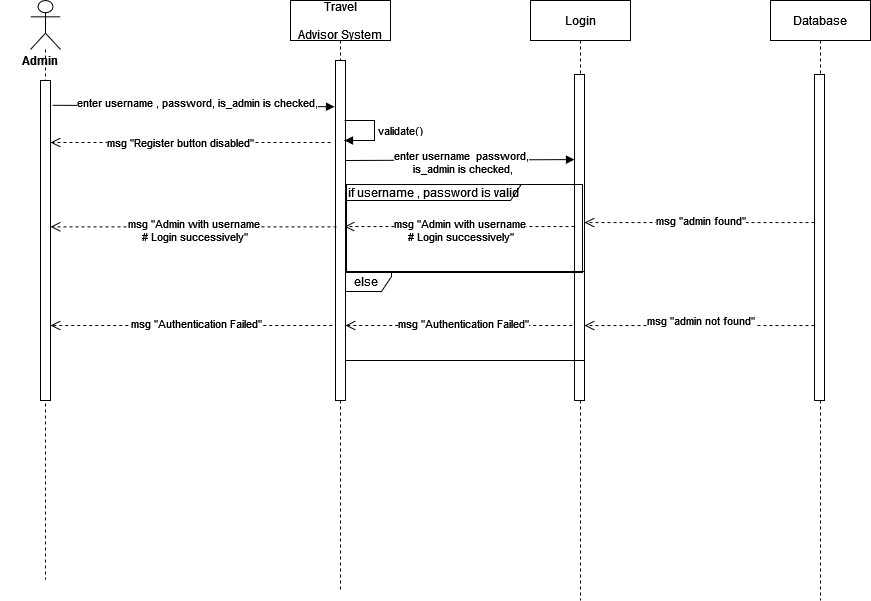 Travel
Advisor System
Login
Database
Admin
enter username , password, is_admin is checked,
validate()
msg "Register button disabled"
enter username  password,
is_admin is checked,
if username , password is valid
msg "Admin with username
# Login successively"
msg "Admin with username
# Login successively"
msg "admin found"
else
msg "Authentication Failed"
msg "Authentication Failed"
msg "admin not found"